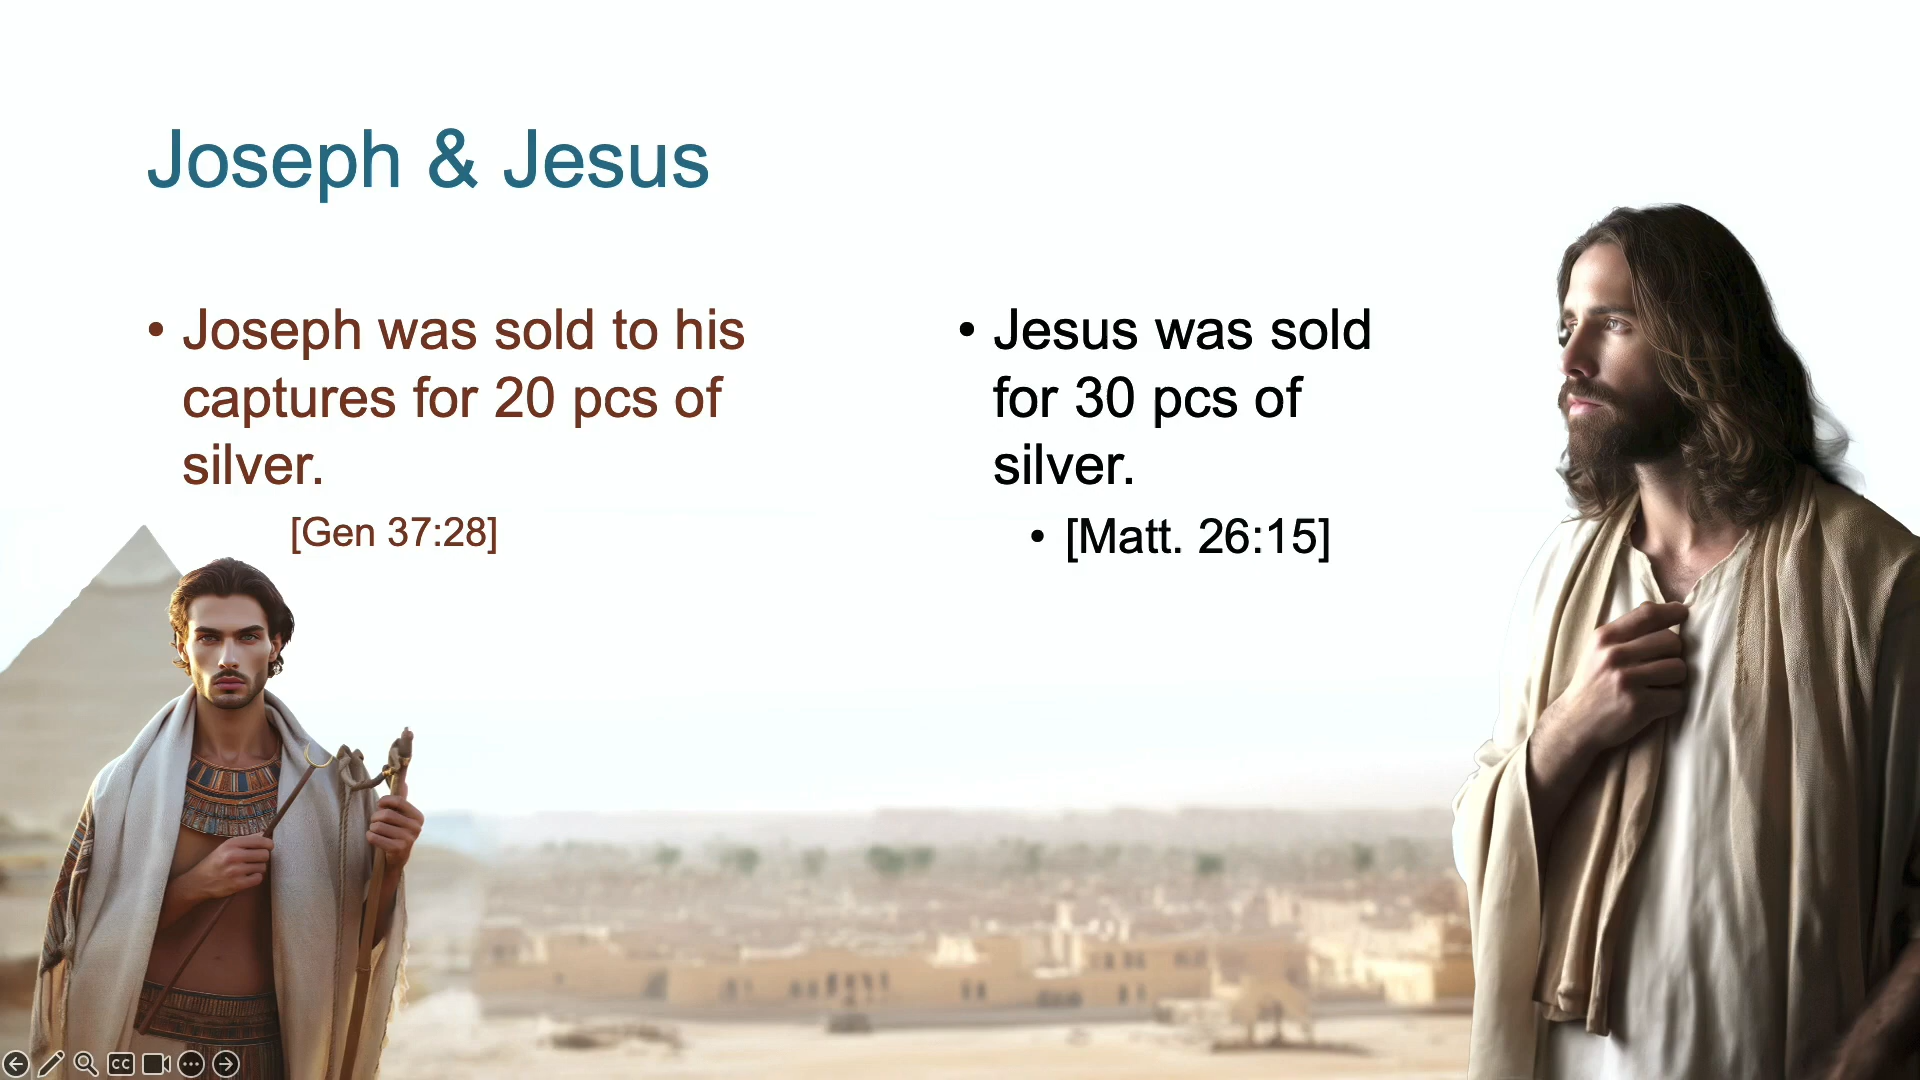 Joseph & Jesus
• Joseph was sold to his
captures for 20 pcs of
silver.
[Gen 37:28]
• Jesus was sold
for 30 pcs of
silver.
• [Matt. 26:15]
CC